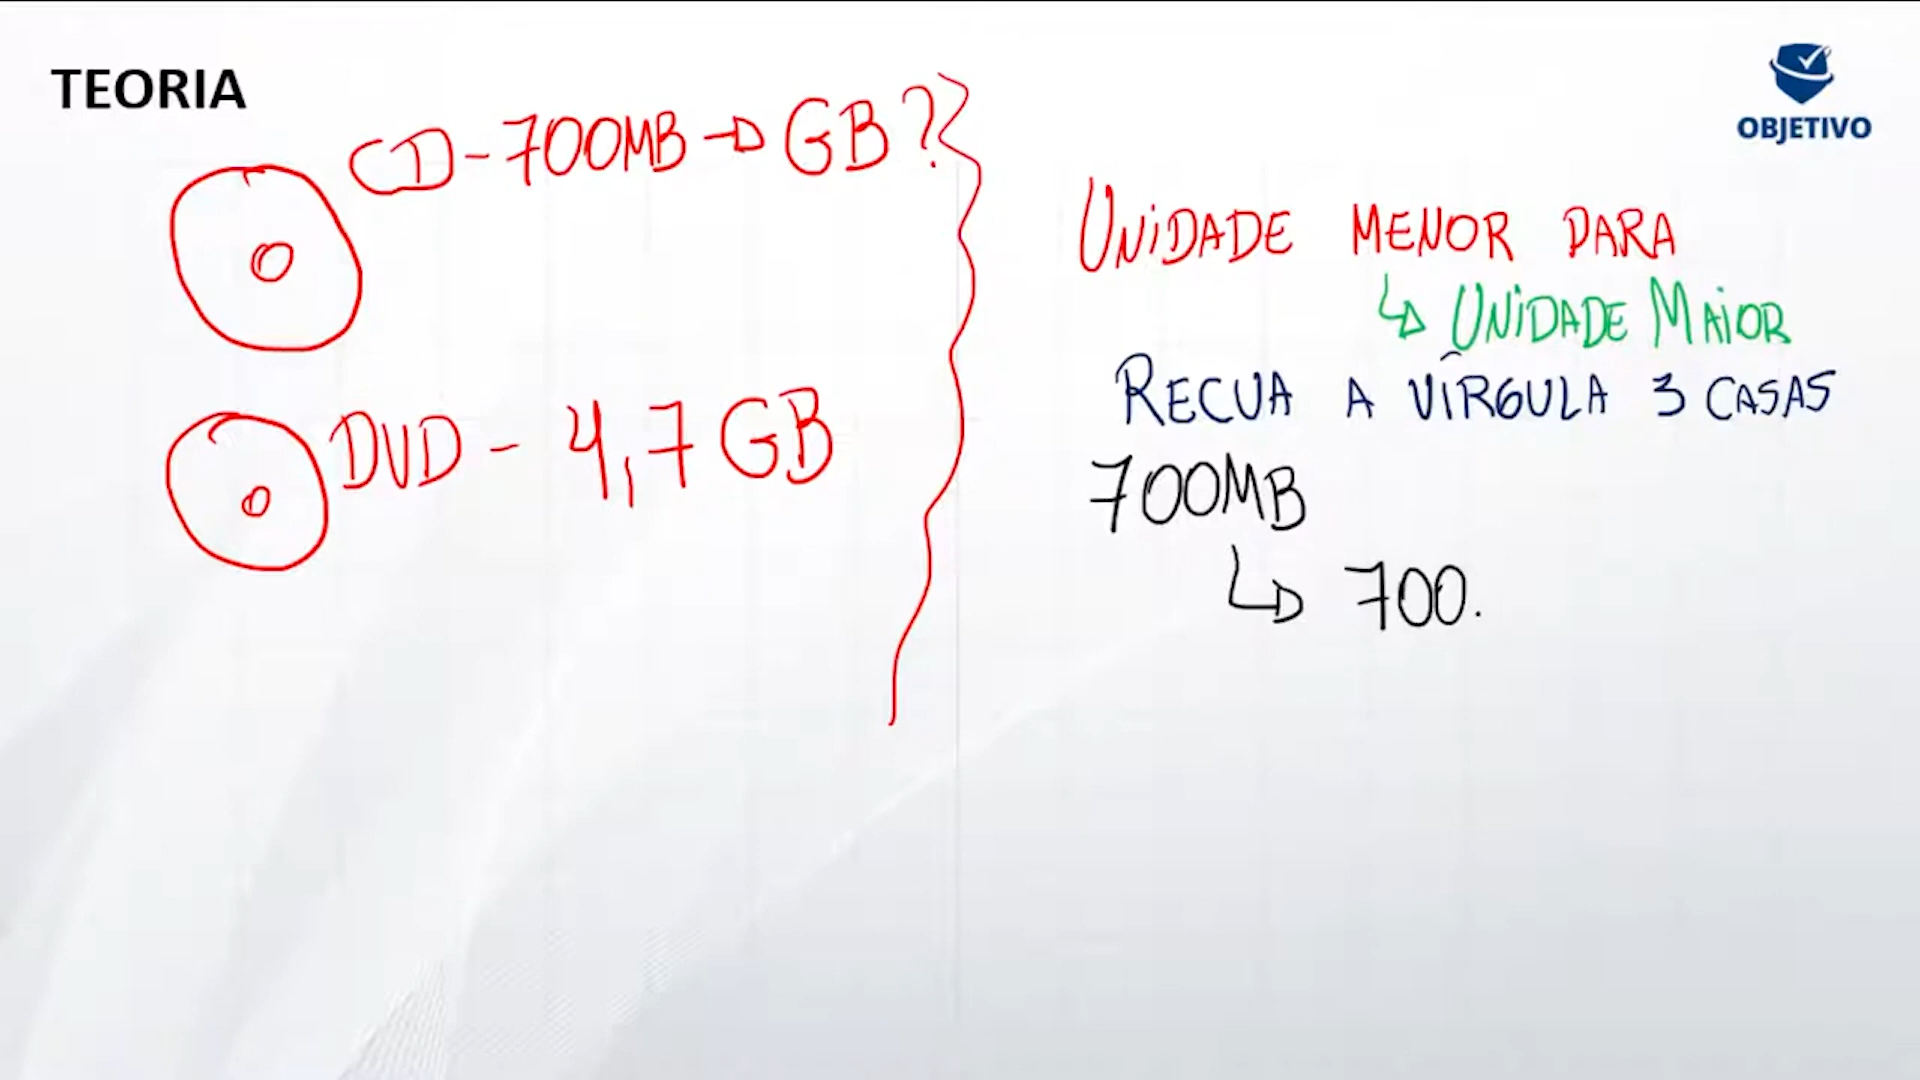 TEORIA
OBJETIVO
CD-700MB → GB?
DVD - 4,7 GB
UNIDADE MENOR PARA
↳ UNIDADE MAIOR
RECUA A VÍRGULA 3 CASAS
700MB
↳ 700.